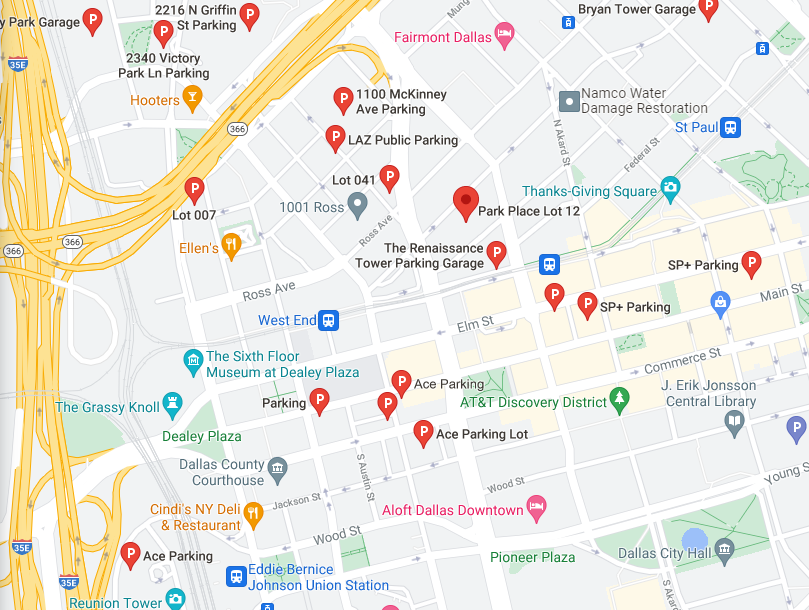 y Park Garage
2216 N Griffin
St Parking
Bryan Tower Garage
Mung
Fairmont Dallas
2340 Victory
Park Ln Parking
35E
Hooters
1100 McKinney
Ave Parking
Namco Water
Damage Restoration
366
LAZ Public Parking
N Akard St
St Paul
Federal St
Lot 041
Thanks-Giving Square
Lot 007
1001 Ross
Park Place Lot 12
Ross Ave
366
366
Ellen's
The Renaissance
Tower Parking Garage
SP+ Parking
Ross Ave
Main St
SP+ Parking
West End
Elm St
The Sixth Floor
Museum at Dealey Plaza
Commerce St
Ace Parking
J. Erik Jonsson
Central Library
The Grassy Knoll
Parking
AT&T Discovery District
Ace Parking Lot
Dealey Plaza
Dallas County
Courthouse
S Austin St
Wood St
Young S
Jackson St
Cindi's NY Deli
& Restaurant
Aloft Dallas Downtown
Wood St
35E
Ace Parking
Pioneer Plaza
Dallas City Hall
35E
Eddie Bernice
Johnson Union Station
Reunion Tower